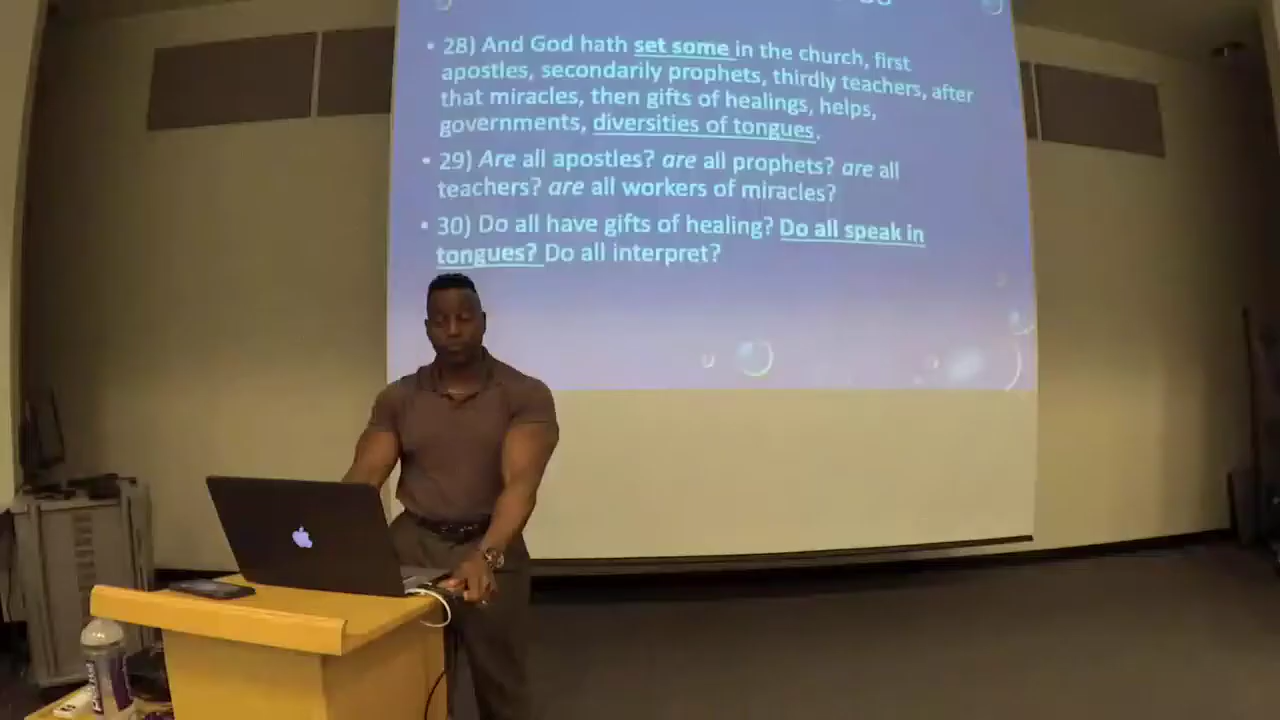 • 28) And God hath set some in the church, first
apostles, secondarily prophets, thirdly teachers, after
that miracles, then gifts of healings, helps,
governments, diversities of tongues.
• 29) Are all apostles? are all prophets? are all
teachers? are all workers of miracles?
• 30) Do all have gifts of healing? Do all speak in
tongues? Do all interpret?